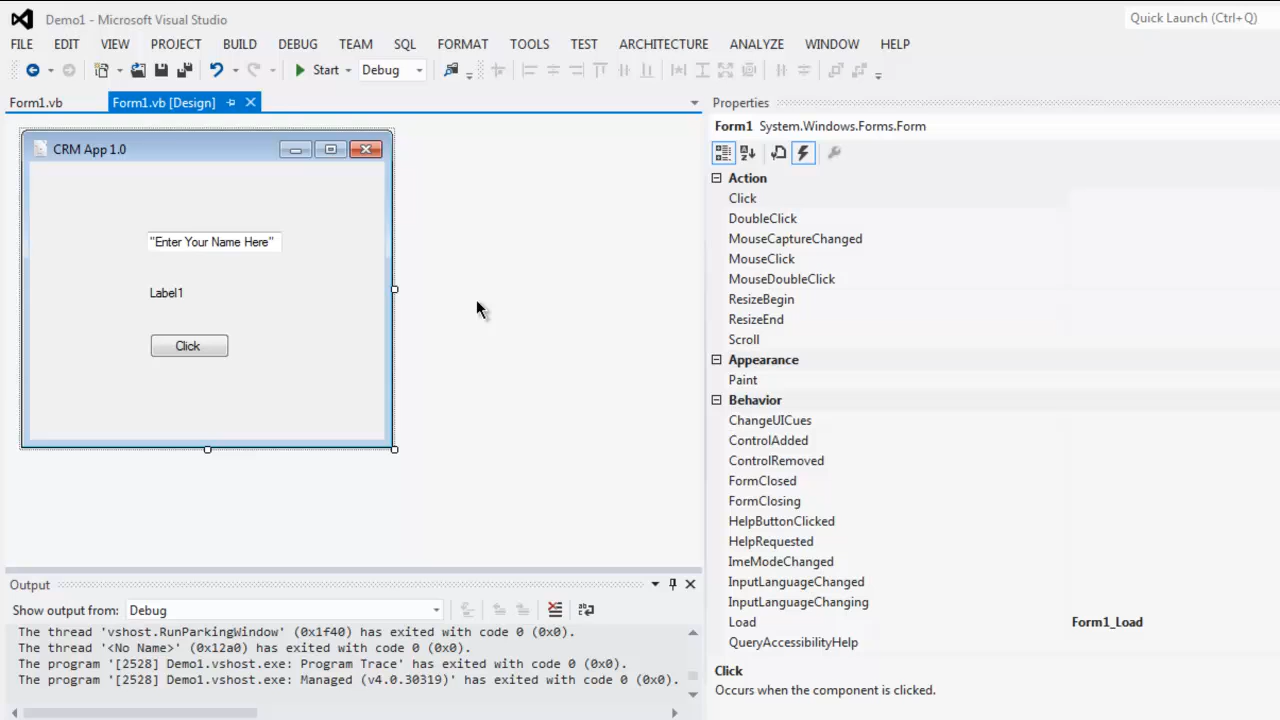 Demo1 - Microsoft Visual Studio
Quick Launch (Ctrl+Q)
FILE EDIT VIEW PROJECT BUILD DEBUG TEAM SQL FORMAT TOOLS TEST ARCHITECTURE ANALYZE WINDOW HELP
Start Debug
Form1.vb Form1.vb [Design]
CRM App 1.0
"Enter Your Name Here"
Label1
Click
Properties
Form1 System.Windows.Forms.Form
Action
Click
DoubleClick
MouseCaptureChanged
MouseClick
MouseDoubleClick
ResizeBegin
ResizeEnd
Scroll
Appearance
Paint
Behavior
ChangeUICues
ControlAdded
ControlRemoved
FormClosed
FormClosing
HelpButtonClicked
HelpRequested
ImeModeChanged
InputLanguageChanged
InputLanguageChanging
Load Form1_Load
QueryAccessibilityHelp
Click
Occurs when the component is clicked.
Output
Show output from: Debug
The thread 'vshost.RunParkingWindow' (0x1f40) has exited with code 0 (0x0).
The thread '<No Name>' (0x12a0) has exited with code 0 (0x0).
The program '[2528] Demo1.vshost.exe: Program Trace' has exited with code 0 (0x0).
The program '[2528] Demo1.vshost.exe: Managed (v4.0.30319)' has exited with code 0 (0x0).